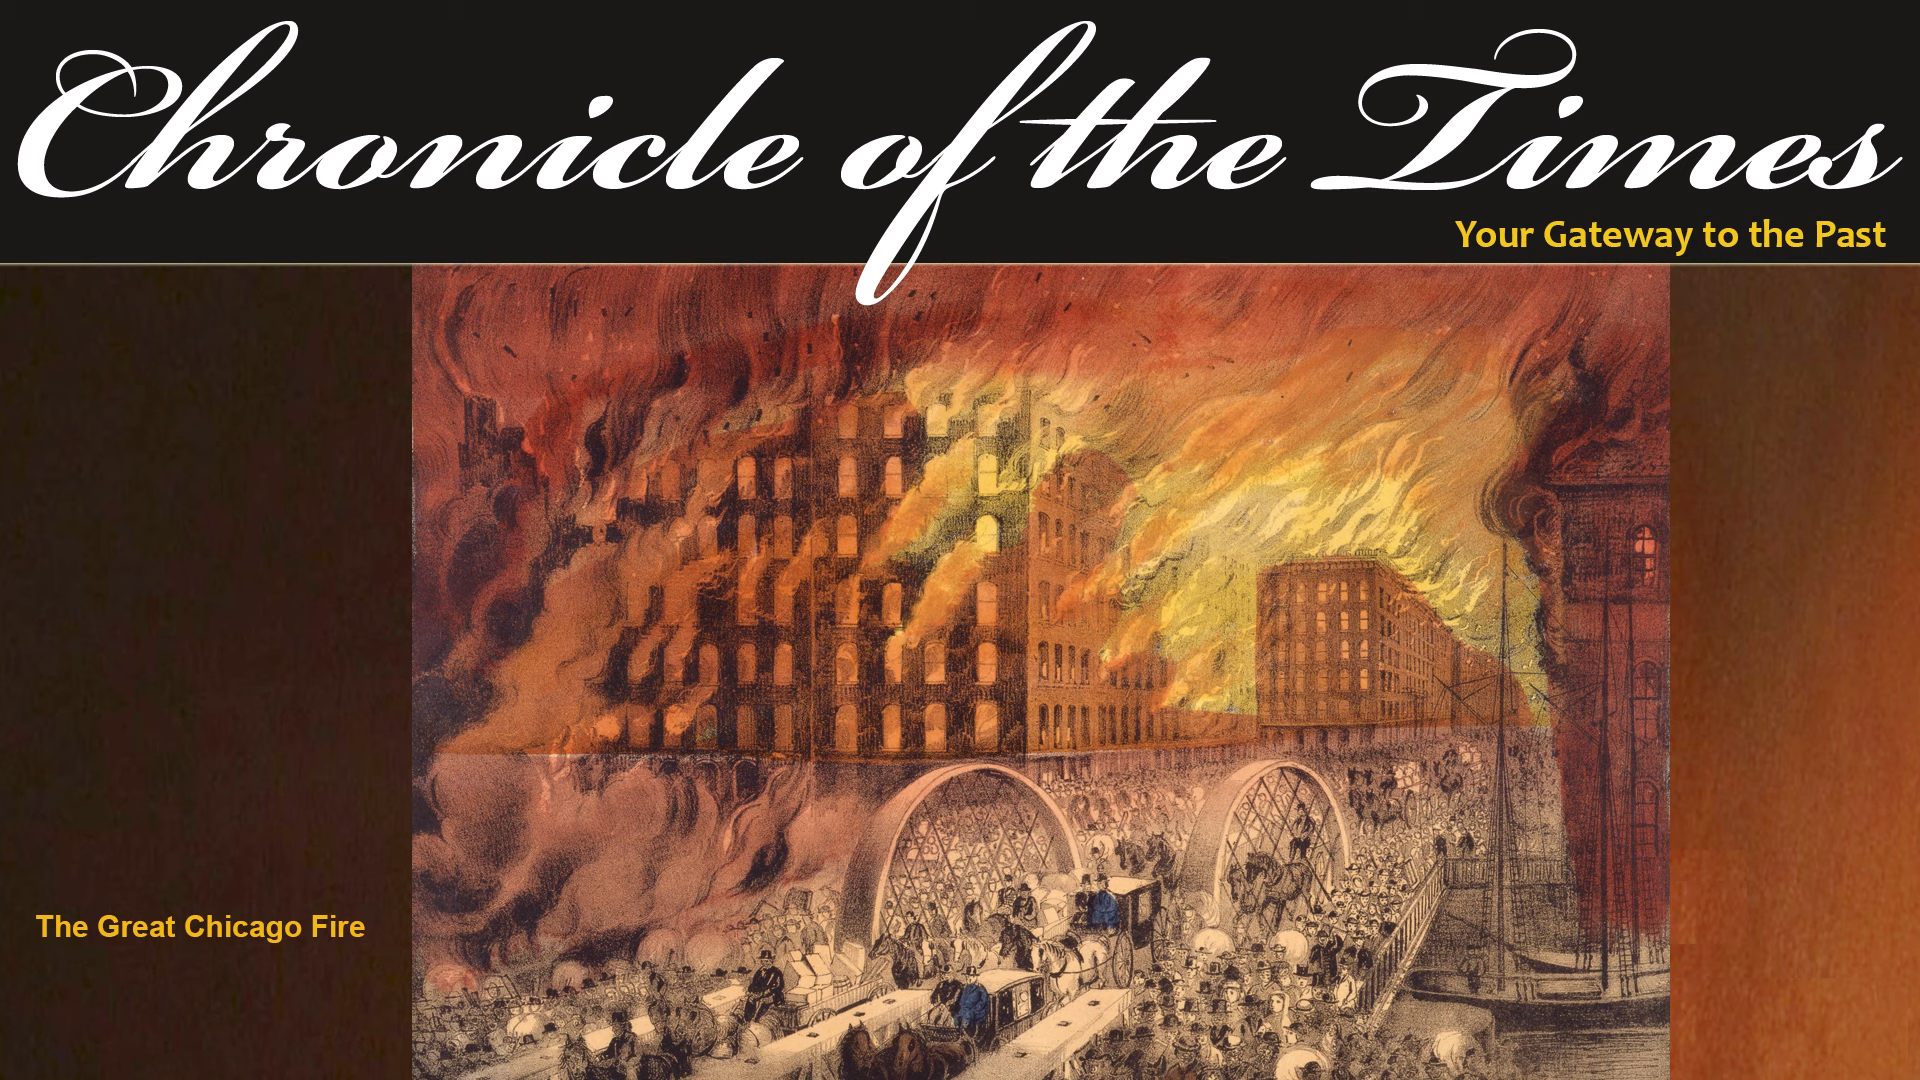 Chronicle of the Times
Your Gateway to the Past
The Great Chicago Fire